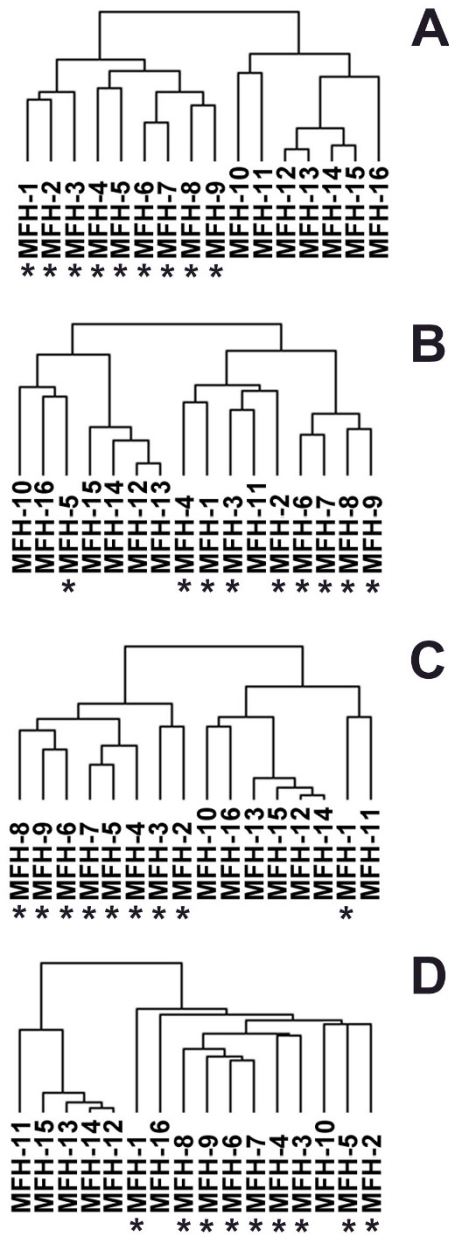 A
MFH-1 MFH-2 MFH-3 MFH-4 MFH-5 MFH-6 MFH-7 MFH-8 MFH-9 MFH-10 MFH-11 MFH-12 MFH-13 MFH-14 MFH-15 MFH-16
* * * * * * * * *
B
MFH-10 MFH-16 MFH-5 MFH-15 MFH-14 MFH-12 MFH-13 MFH-4 MFH-1 MFH-3 MFH-11 MFH-2 MFH-6 MFH-7 MFH-8 MFH-9
* * * * * * * * *
C
MFH-8 MFH-9 MFH-6 MFH-7 MFH-5 MFH-4 MFH-3 MFH-2 MFH-10 MFH-16 MFH-13 MFH-15 MFH-12 MFH-14 MFH-1 MFH-11
* * * * * * * * *
D
MFH-11 MFH-15 MFH-13 MFH-14 MFH-12 MFH-1 MFH-16 MFH-8 MFH-9 MFH-6 MFH-7 MFH-4 MFH-3 MFH-10 MFH-5 MFH-2
* * * * * * * * *